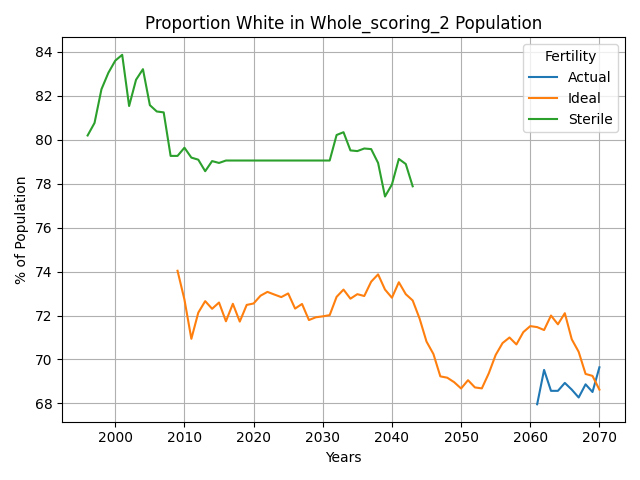 Proportion White in Whole_scoring_2 Population
Fertility
Actual
Ideal
Sterile
84
82
80
78
76
74
72
70
68
% of Population
2000 2010 2020 2030 2040 2050 2060 2070
Years